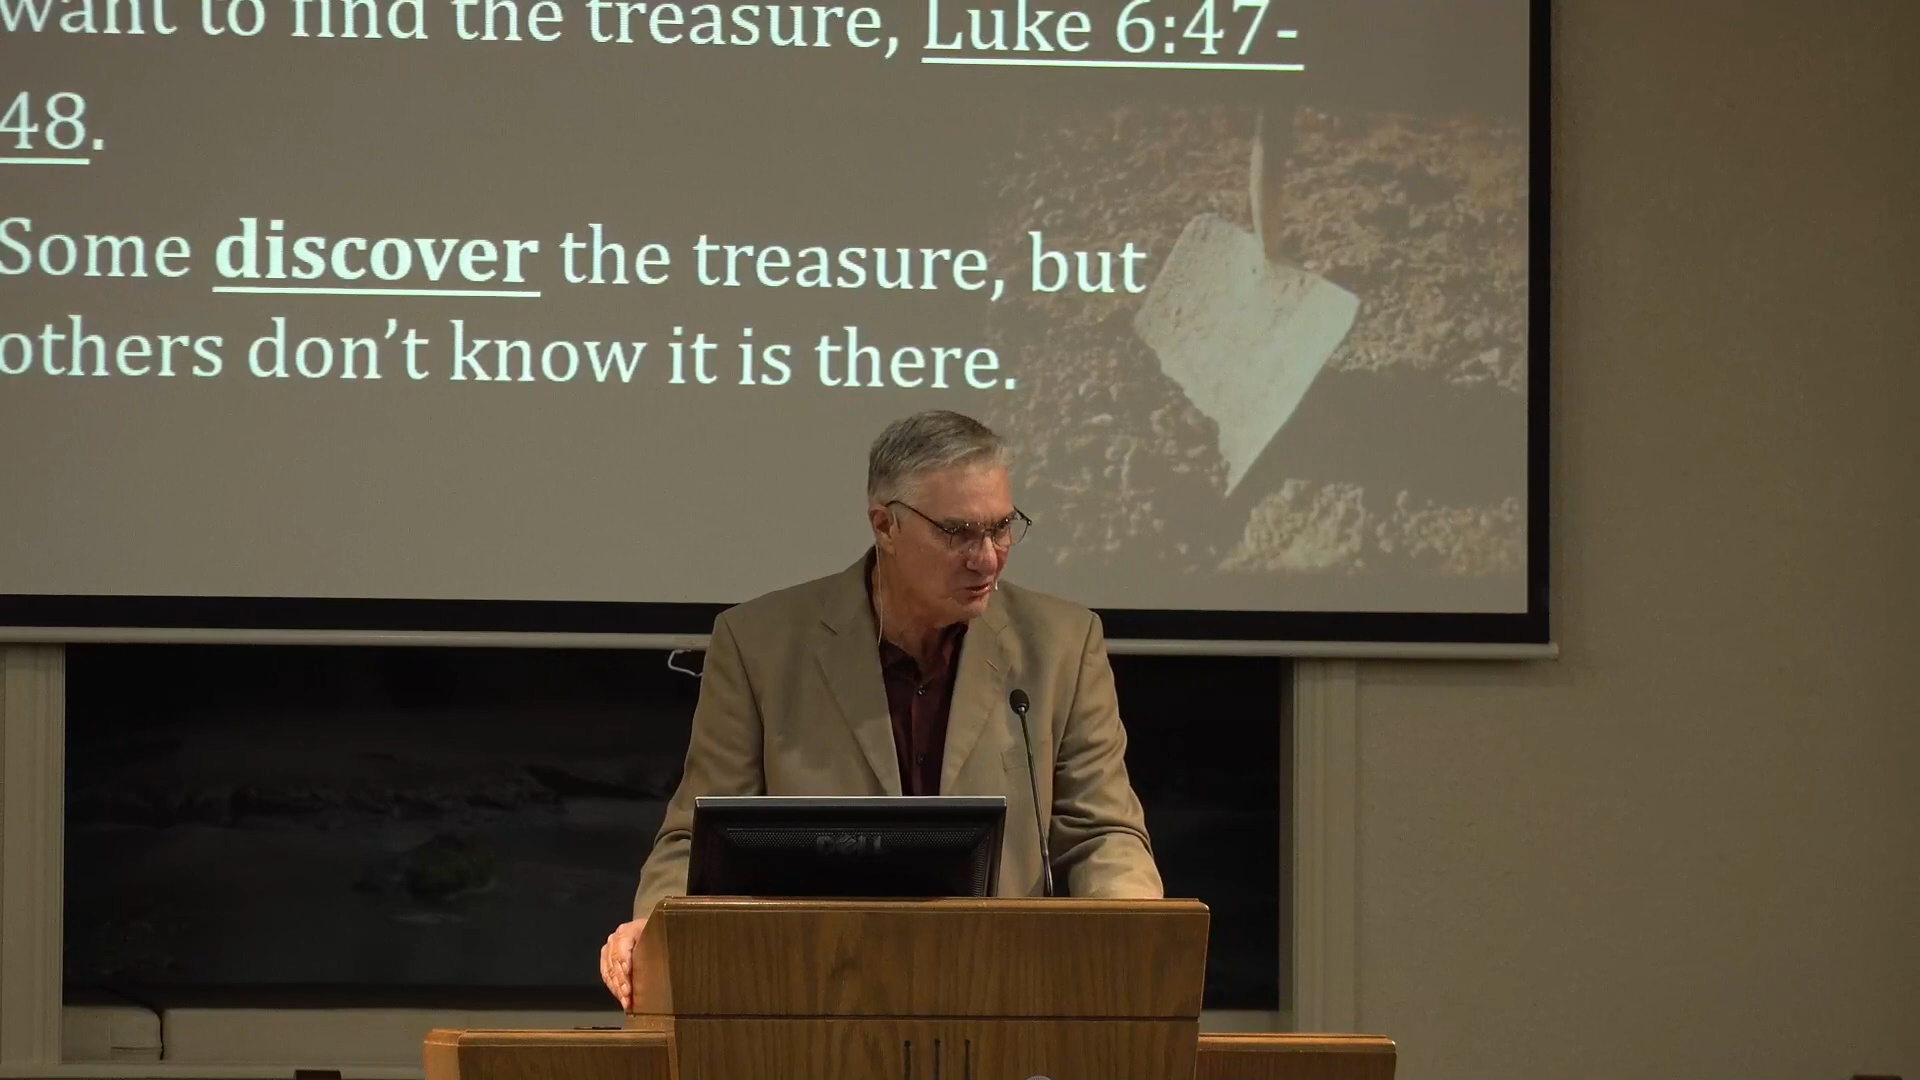 want to find the treasure, Luke 6:47-
48.
Some discover the treasure, but
others don’t know it is there.
DELL